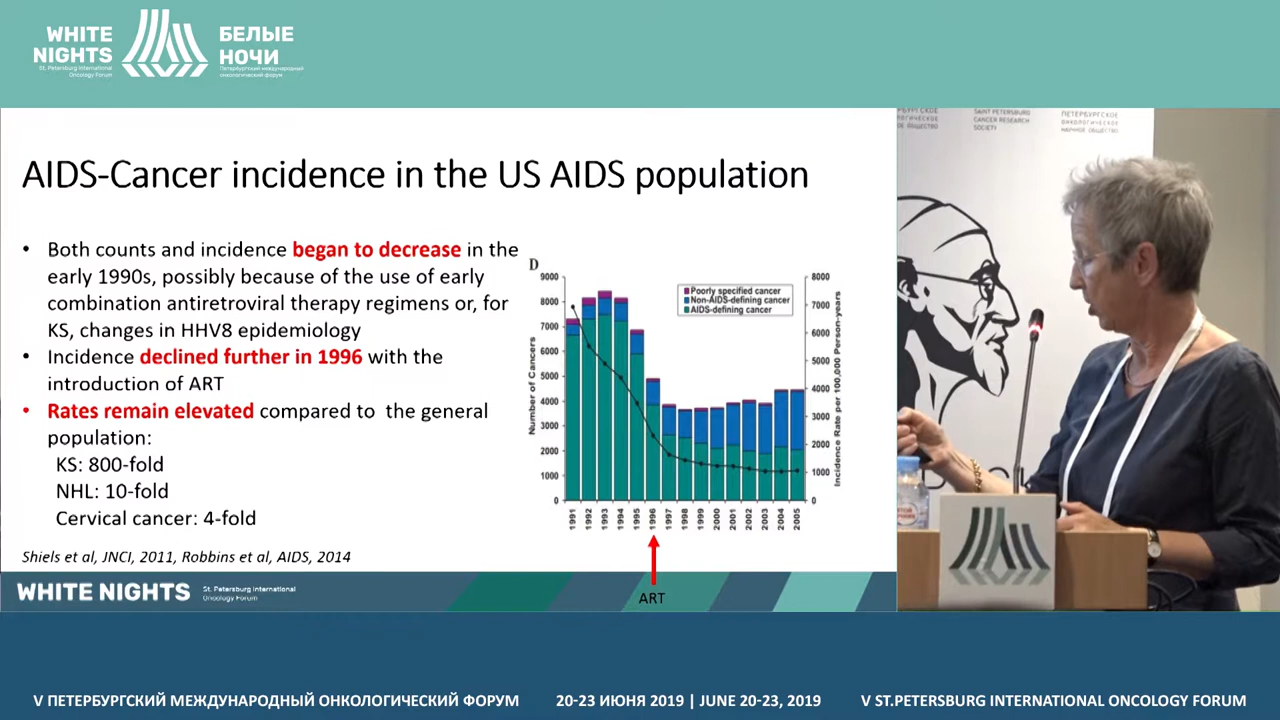 WHITE
NIGHTS
St. Petersburg International
Oncology Forum
БЕЛЫЕ
НОЧИ
Петербургский международный
онкологический форум
AIDS-Cancer incidence in the US AIDS population
• Both counts and incidence began to decrease in the
early 1990s, possibly because of the use of early
combination antiretroviral therapy regimens or, for
KS, changes in HHV8 epidemiology
• Incidence declined further in 1996 with the
introduction of ART
• Rates remain elevated compared to the general
population:
KS: 800-fold
NHL: 10-fold
Cervical cancer: 4-fold
Shiels et al, JNCI, 2011, Robbins et al, AIDS, 2014
D
Number of Cancers
9000
8000
7000
6000
5000
4000
3000
2000
1000
0
Poorly specified cancer
Non-AIDS-defining cancer
AIDS-defining cancer
8000
7000
6000
5000
4000
3000
2000
1000
0
Incidence Rate per 100,000 Person-years
1991 1992 1993 1994 1995 1996 1997 1998 1999 2000 2001 2002 2003 2004 2005
ART
WHITE NIGHTS
St. Petersburg International
Oncology Forum
SAINT PETERSBURG
CANCER RESEARCH
SOCIETY
ПЕТЕРБУРГСКОЕ
ОНКОЛОГИЧЕСКОЕ
НАУЧНОЕ ОБЩЕСТВО
V ПЕТЕРБУРГСКИЙ МЕЖДУНАРОДНЫЙ ОНКОЛОГИЧЕСКИЙ ФОРУМ
20-23 ИЮНЯ 2019 | JUNE 20-23, 2019
V ST.PETERSBURG INTERNATIONAL ONCOLOGY FORUM